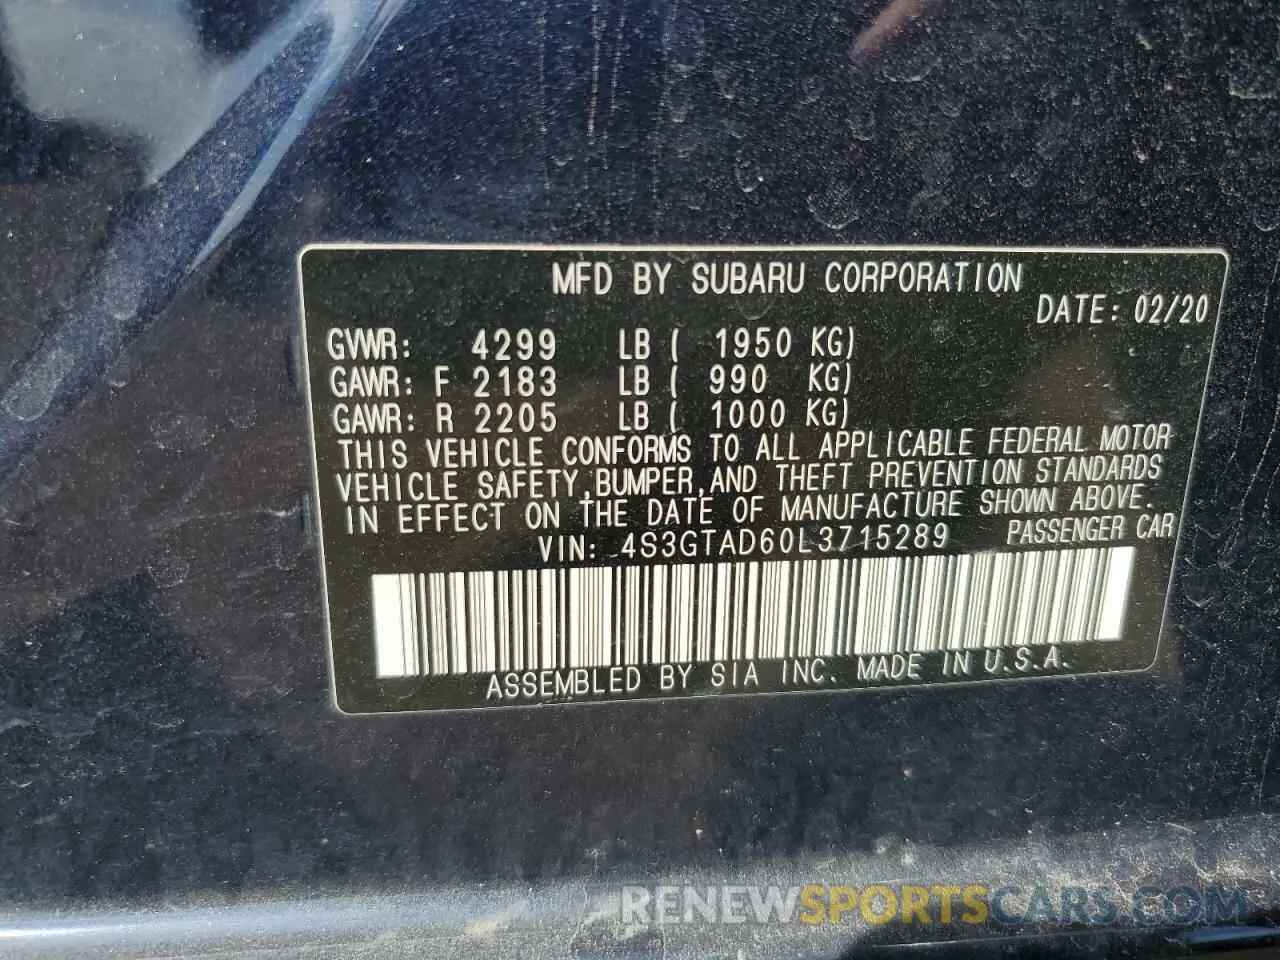 MFD BY SUBARU CORPORATION
DATE: 02/20
GVWR: 4299 LB ( 1950 KG)
GAWR: F 2183 LB ( 990 KG)
GAWR: R 2205 LB ( 1000 KG)
THIS VEHICLE CONFORMS TO ALL APPLICABLE FEDERAL MOTOR
VEHICLE SAFETY, BUMPER, AND THEFT PREVENTION STANDARDS
IN EFFECT ON THE DATE OF MANUFACTURE SHOWN ABOVE.
VIN: 4S3GTAD60L3715289 PASSENGER CAR
ASSEMBLED BY SIA INC. MADE IN U.S.A.
RENEWSPORTSCARS.COM